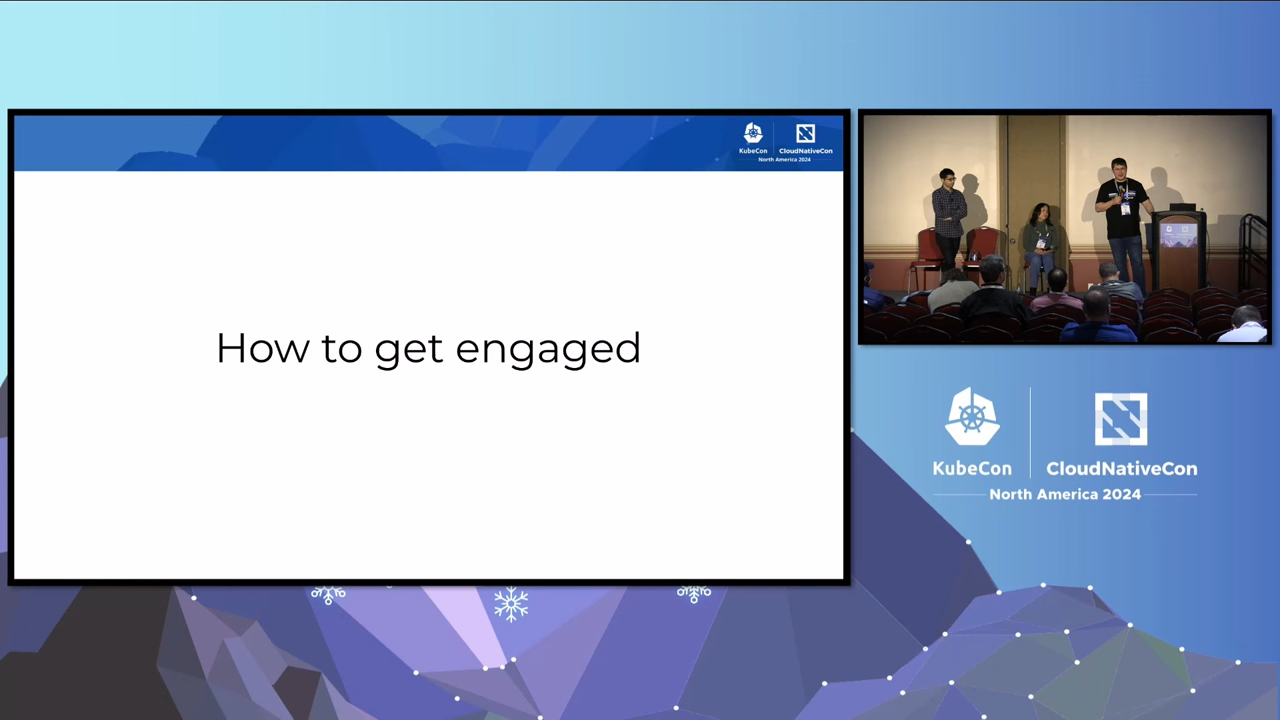 KubeCon
CloudNativeCon
North America 2024
How to get engaged
KubeCon
CloudNativeCon
North America 2024